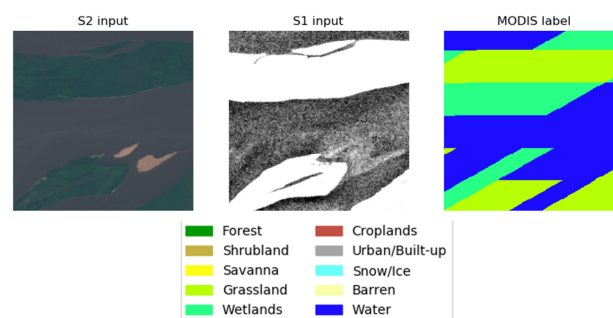 S2 input S1 input MODIS label
Forest Croplands
Shrubland Urban/Built-up
Savanna Snow/Ice
Grassland Barren
Wetlands Water